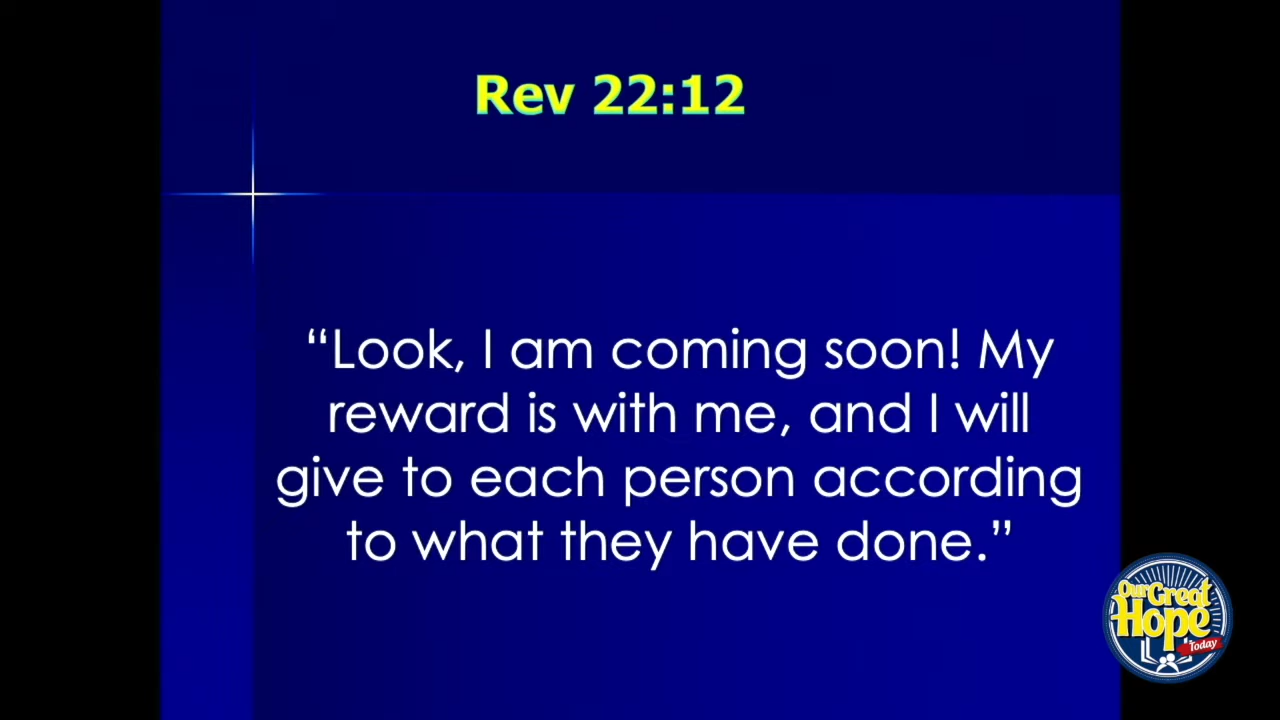 Rev 22:12
“Look, I am coming soon! My
reward is with me, and I will
give to each person according
to what they have done.”
Our Great
Hope
Today